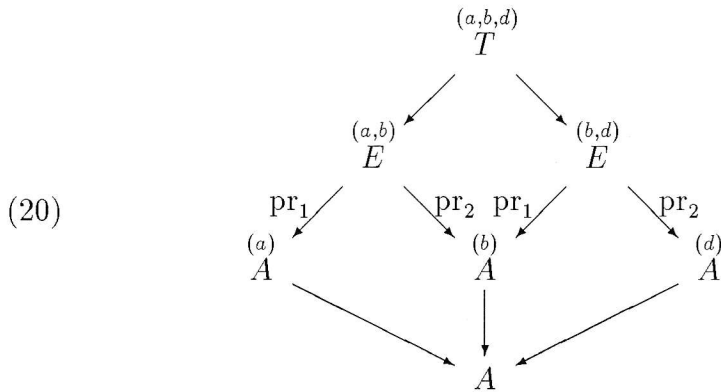 (a,b,d)
T
(a,b) (b,d)
E E
(20)
pr₁ pr₂ pr₁ pr₂
(a) (b) (d)
A A A
A